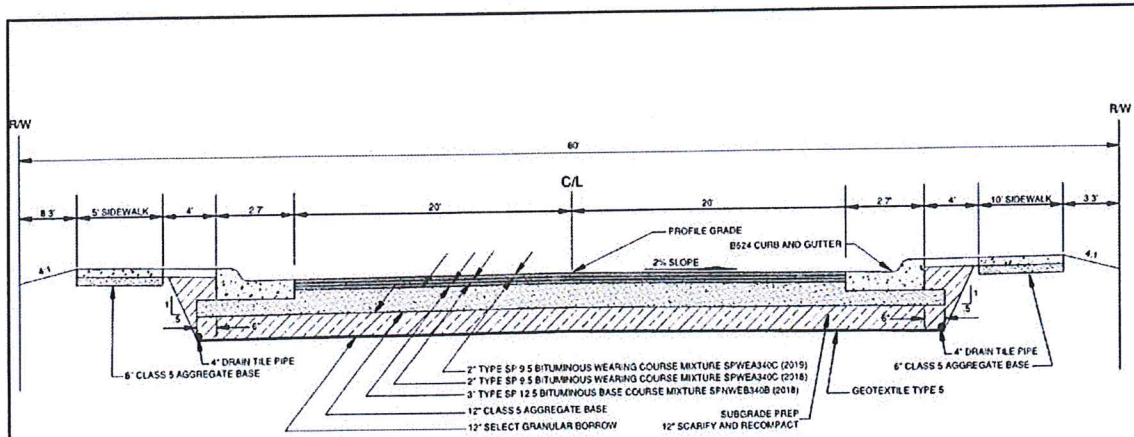 R/W
R/W
80'
C/L
8.3'
5' SIDEWALK
4'
2.7'
20'
20'
2.7'
4'
10' SIDEWALK
3.3'
PROFILE GRADE
B624 CURB AND GUTTER
2% SLOPE
4:1
4:1
1
5
6"
6"
1
5
4" DRAIN TILE PIPE
6" CLASS 5 AGGREGATE BASE
4" DRAIN TILE PIPE
6" CLASS 5 AGGREGATE BASE
2" TYPE SP 9.5 BITUMINOUS WEARING COURSE MIXTURE SPWEA340C (2019)
2" TYPE SP 9.5 BITUMINOUS WEARING COURSE MIXTURE SPWEA340C (2018)
3" TYPE SP 12.5 BITUMINOUS BASE COURSE MIXTURE SPNWEB340B (2018)
GEOTEXTILE TYPE 5
12" CLASS 5 AGGREGATE BASE
12" SELECT GRANULAR BORROW
SUBGRADE PREP
12" SCARIFY AND RECOMPACT